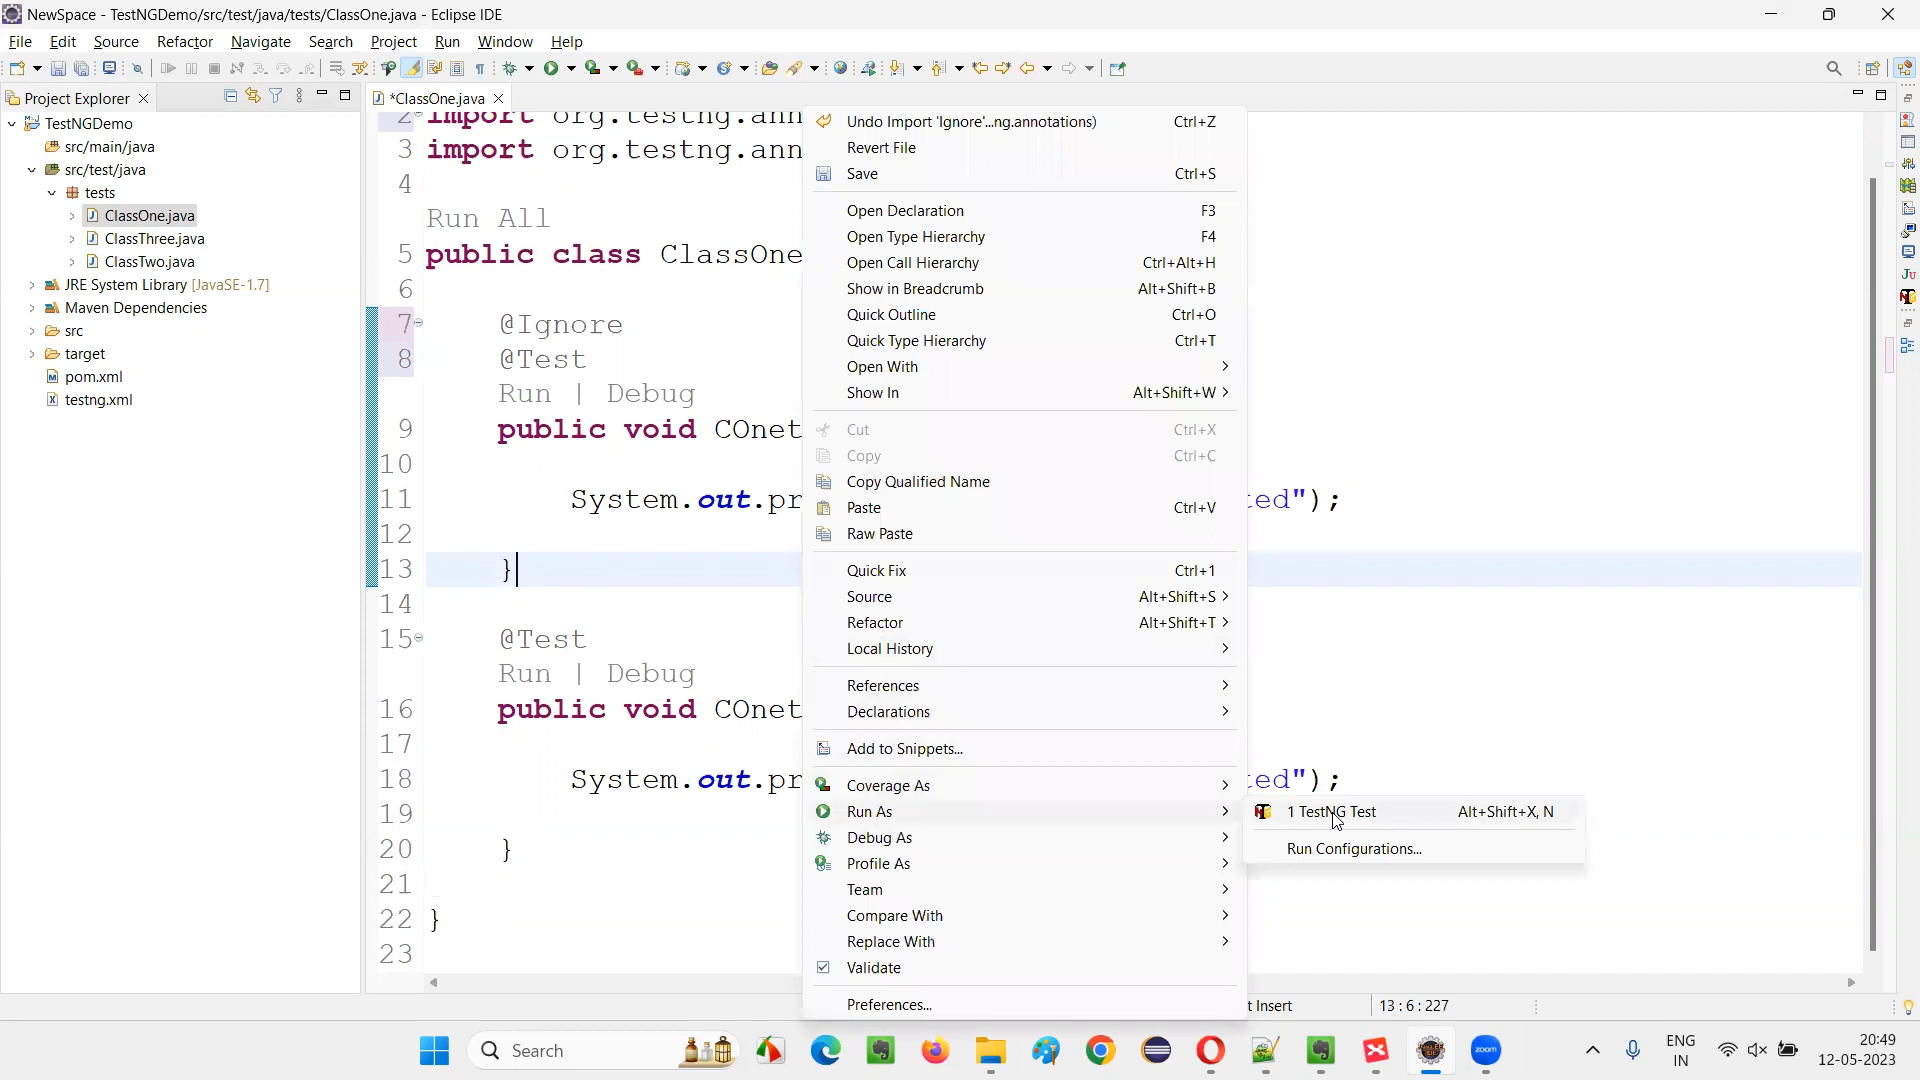 NewSpace - TestNGDemo/src/test/java/tests/ClassOne.java - Eclipse IDE
File Edit Source Refactor Navigate Search Project Run Window Help
Project Explorer
*ClassOne.java
TestNGDemo
src/main/java
src/test/java
tests
ClassOne.java
ClassThree.java
ClassTwo.java
JRE System Library [JavaSE-1.7]
Maven Dependencies
src
target
pom.xml
testng.xml
2 import org.testng.ann
3 import org.testng.ann
4
Run All
5 public class ClassOne
6
7 @Ignore
8 @Test
Run | Debug
9 public void COnet
10
11 System.out.pr ted");
12
13 }
14
15 @Test
Run | Debug
16 public void COnet
17
18 System.out.pr ted");
19
20 }
21
22 }
23
Undo Import 'Ignore'...ng.annotations) Ctrl+Z
Revert File
Save Ctrl+S
Open Declaration F3
Open Type Hierarchy F4
Open Call Hierarchy Ctrl+Alt+H
Show in Breadcrumb Alt+Shift+B
Quick Outline Ctrl+O
Quick Type Hierarchy Ctrl+T
Open With
Show In Alt+Shift+W
Cut Ctrl+X
Copy Ctrl+C
Copy Qualified Name
Paste Ctrl+V
Raw Paste
Quick Fix Ctrl+1
Source Alt+Shift+S
Refactor Alt+Shift+T
Local History
References
Declarations
Add to Snippets...
Coverage As
Run As
Debug As
Profile As
Team
Compare With
Replace With
Validate
Preferences...
1 TestNG Test Alt+Shift+X, N
Run Configurations...
t Insert
13 : 6 : 227
Search
zoom
ENG
IN
20:49
12-05-2023